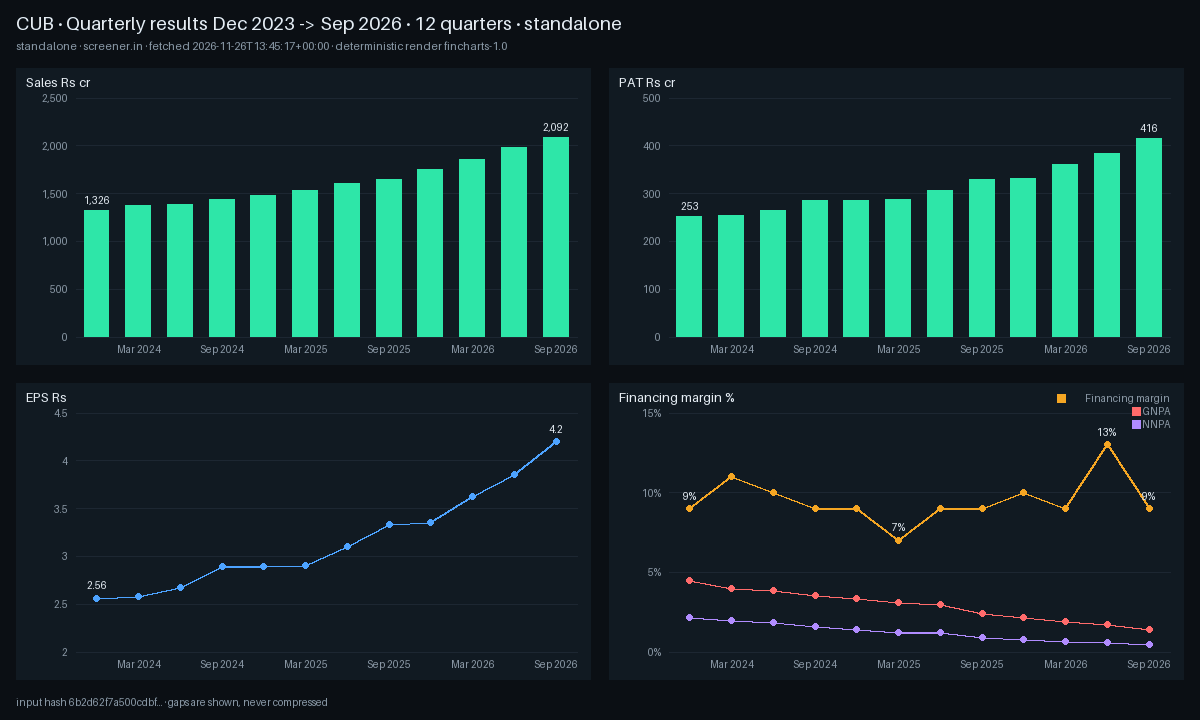 CUB · Quarterly results Dec 2023 -> Sep 2026 · 12 quarters · standalone
standalone · screener.in · fetched 2026-11-26T13:45:17+00:00 · deterministic render fincharts-1.0
Sales Rs cr
2,500
2,000
1,500
1,000
500
0
1,326
2,092
Mar 2024 Sep 2024 Mar 2025 Sep 2025 Mar 2026 Sep 2026
PAT Rs cr
500
400
300
200
100
0
253
416
Mar 2024 Sep 2024 Mar 2025 Sep 2025 Mar 2026 Sep 2026
EPS Rs
4.5
4
3.5
3
2.5
2
2.56
4.2
Mar 2024 Sep 2024 Mar 2025 Sep 2025 Mar 2026 Sep 2026
Financing margin %
Financing margin
GNPA
NNPA
15%
10%
5%
0%
9%
7%
13%
9%
Mar 2024 Sep 2024 Mar 2025 Sep 2025 Mar 2026 Sep 2026
input hash 6b2d62f7a500cdbf… · gaps are shown, never compressed